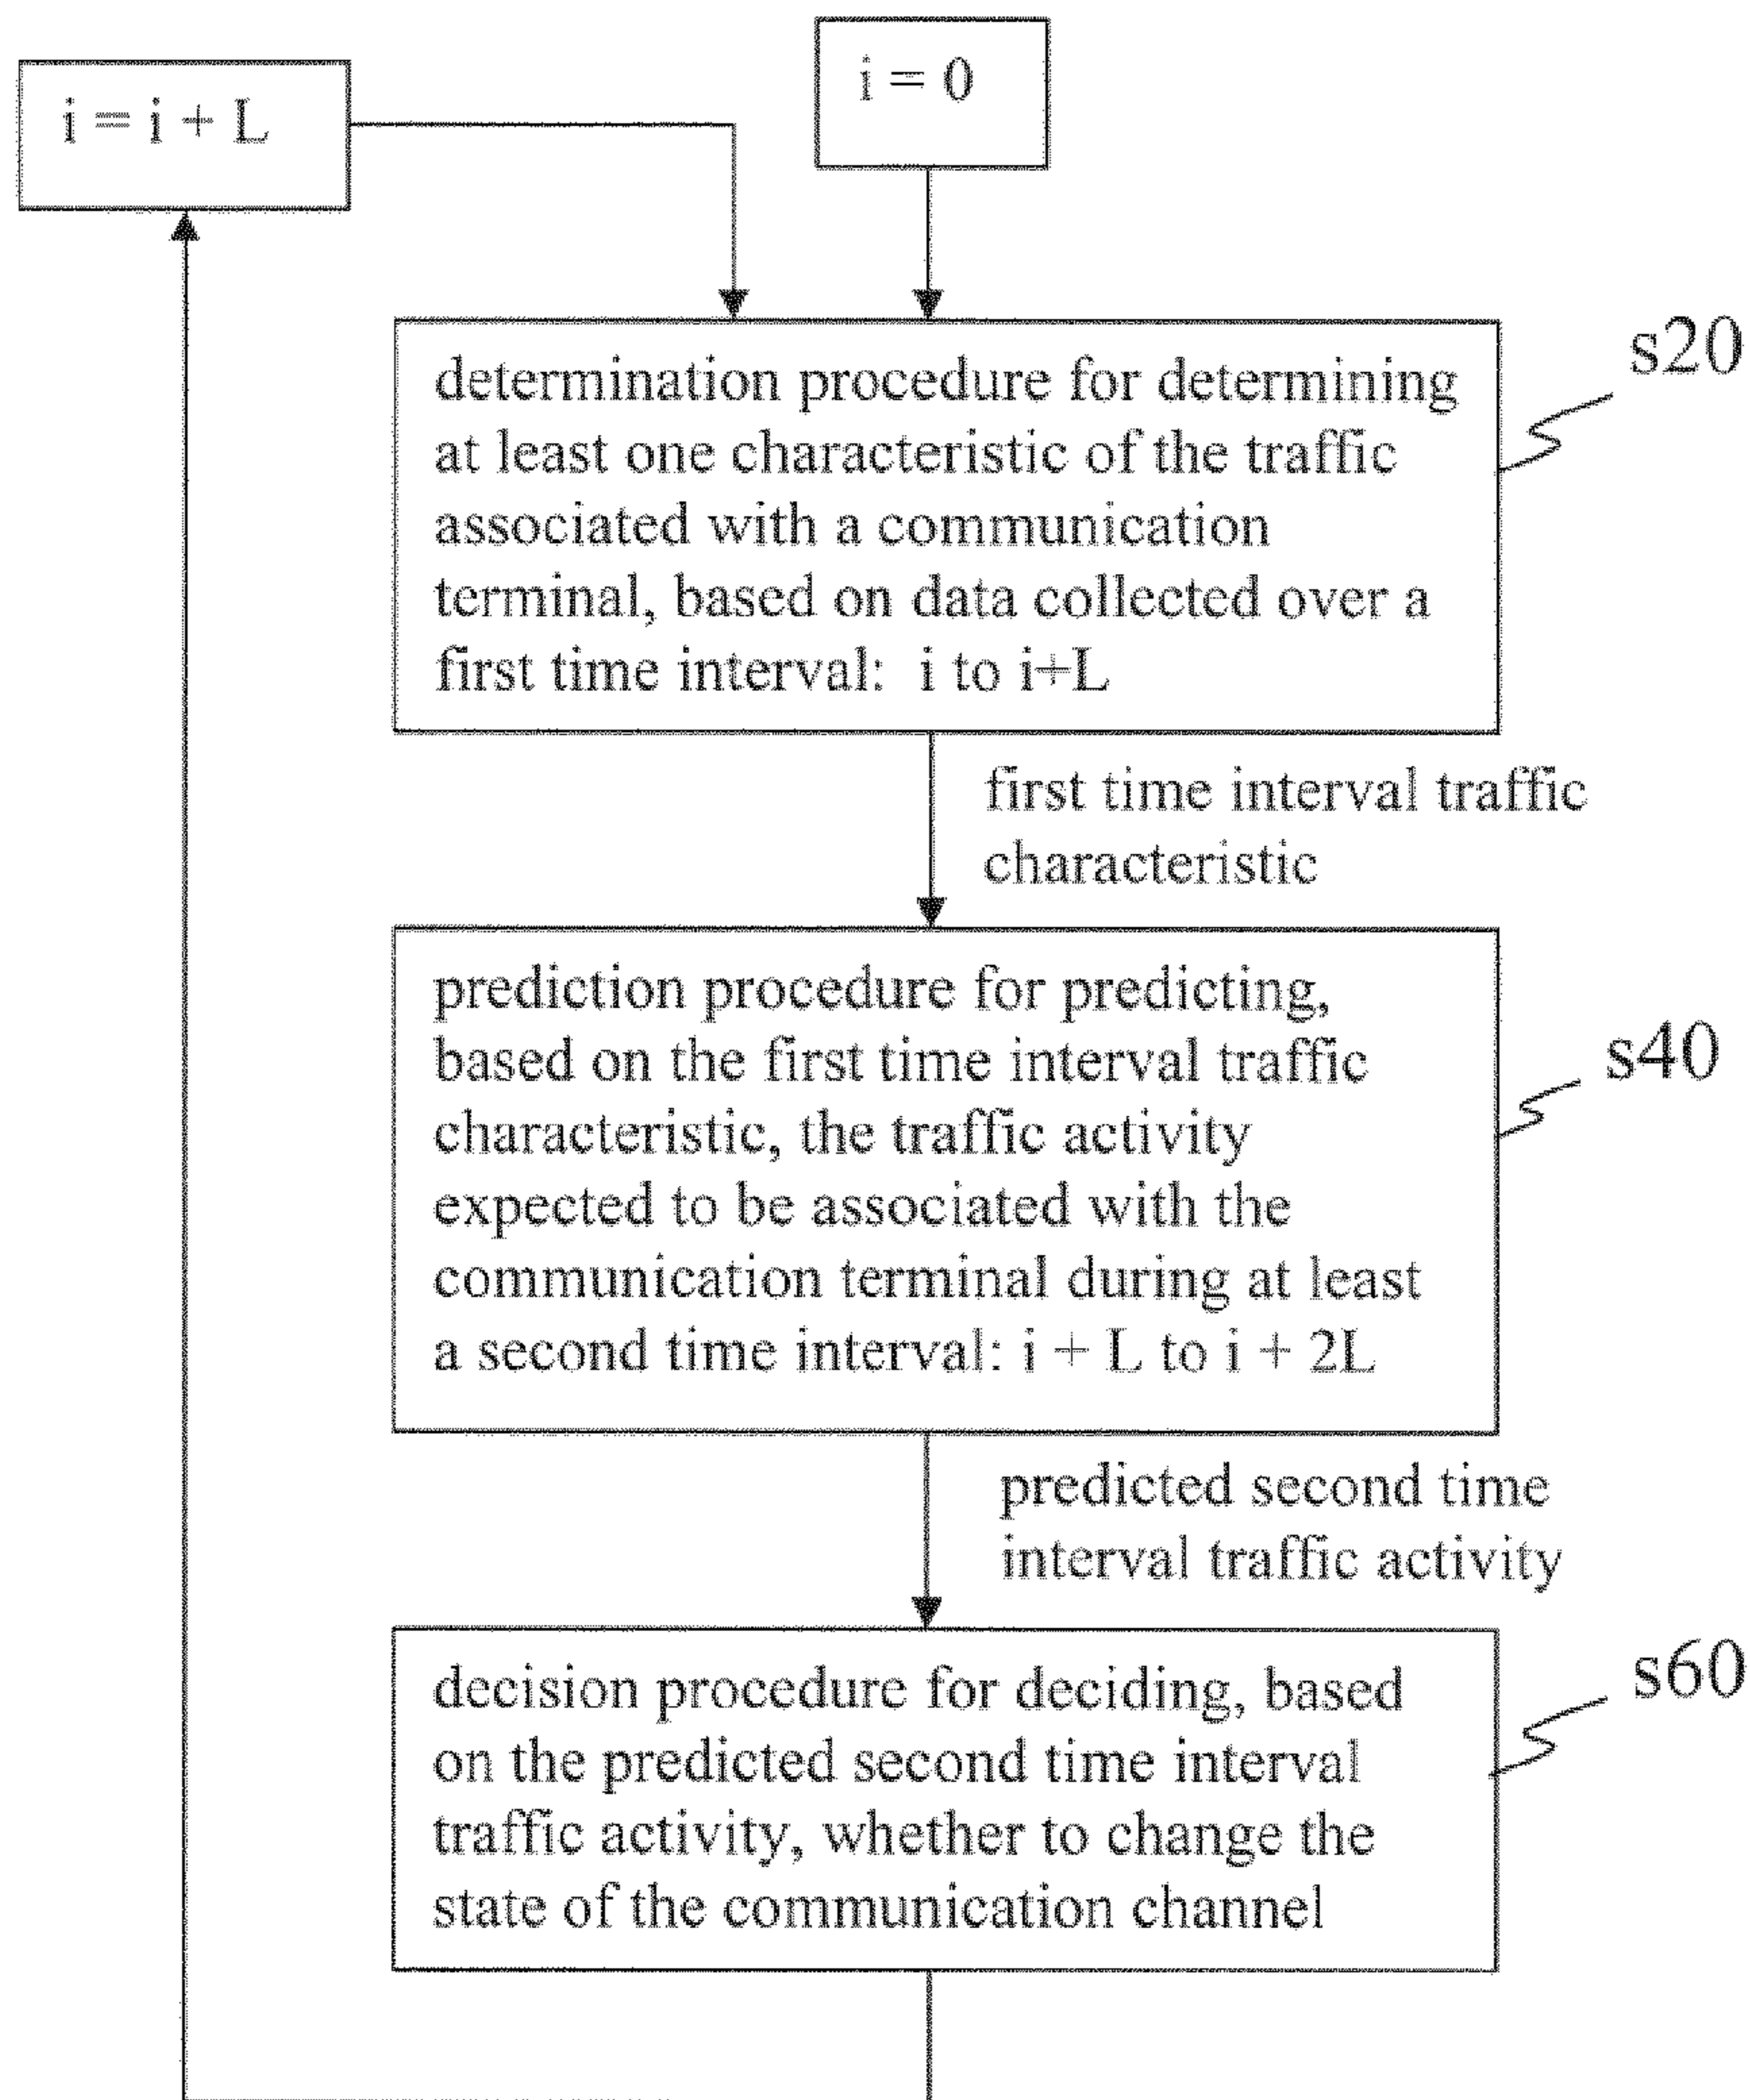 i = 0
i = i + L
s20
determination procedure for determining
at least one characteristic of the traffic
associated with a communication
terminal, based on data collected over a
first time interval: i to i+L
first time interval traffic
characteristic
s40
prediction procedure for predicting,
based on the first time interval traffic
characteristic, the traffic activity
expected to be associated with the
communication terminal during at least
a second time interval: i + L to i + 2L
predicted second time
interval traffic activity
s60
decision procedure for deciding, based
on the predicted second time interval
traffic activity, whether to change the
state of the communication channel